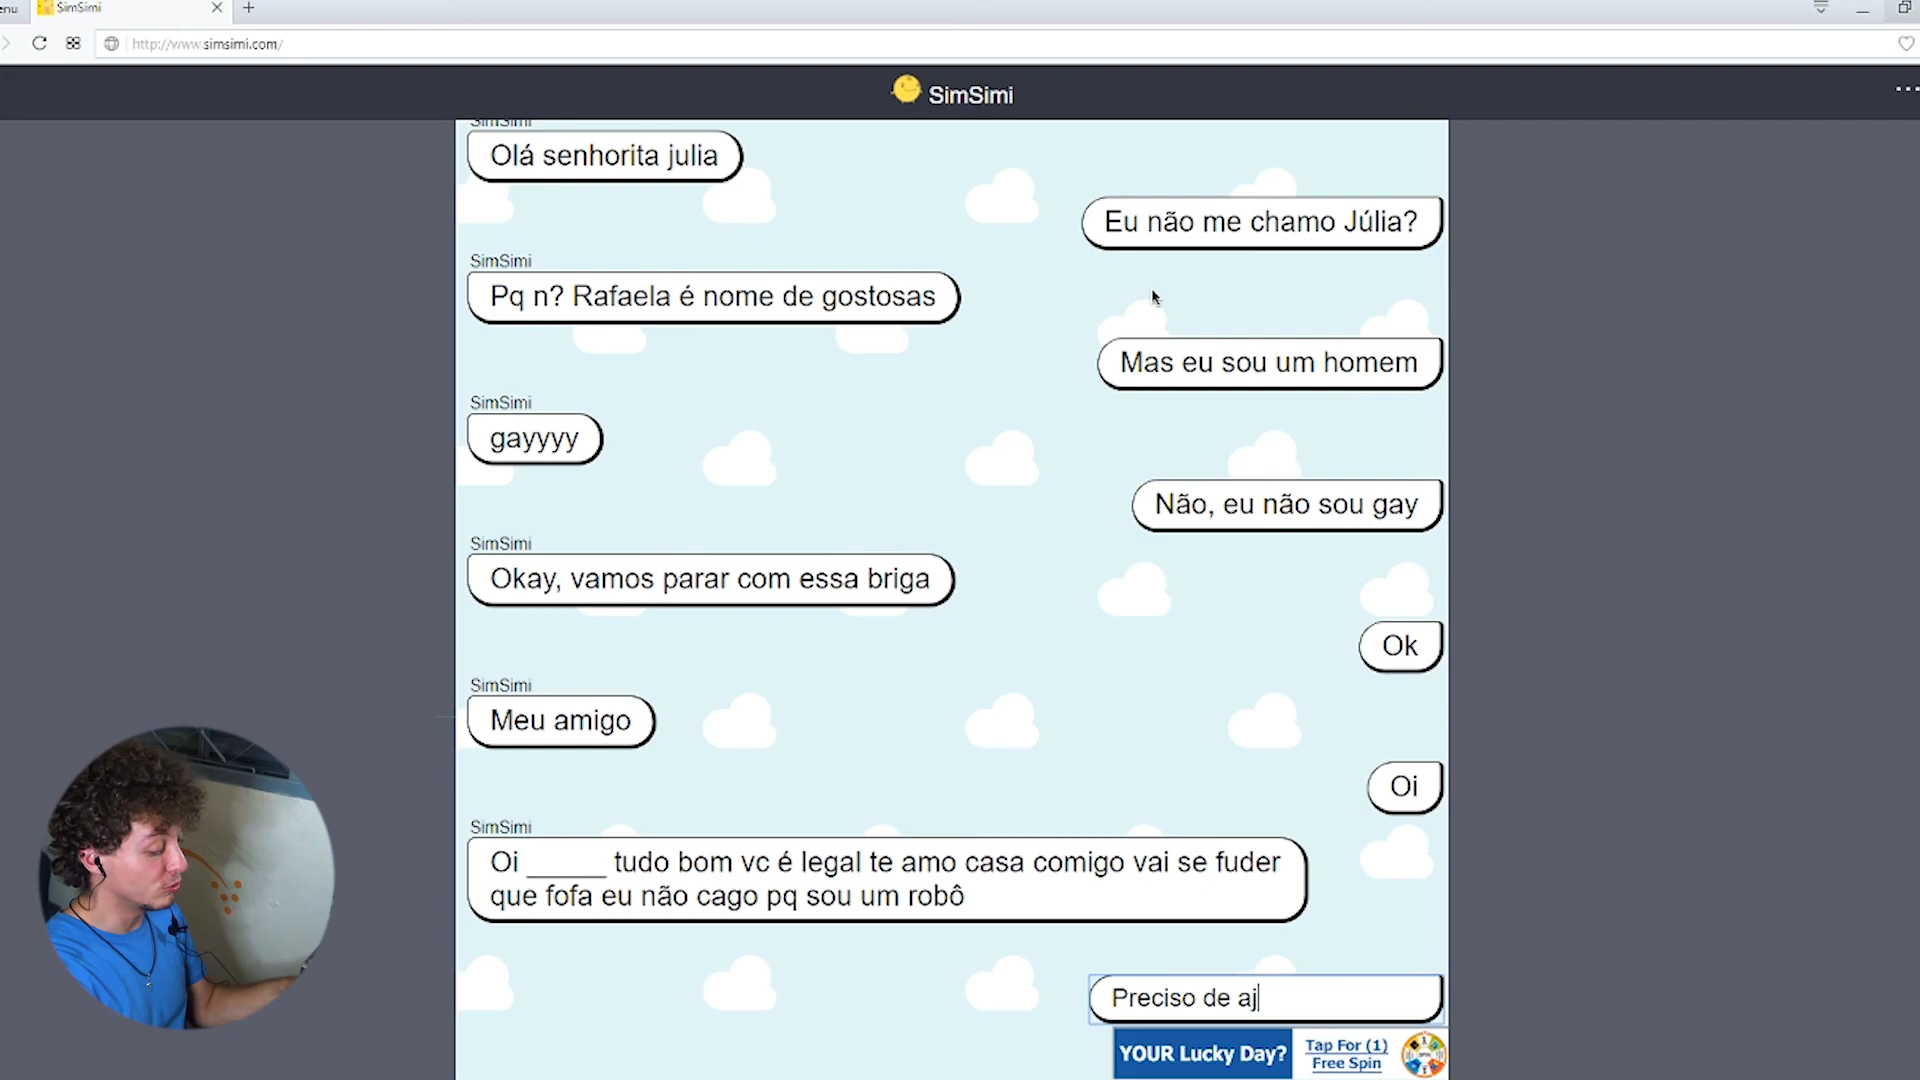 enu
SimSimi
http://www.simsimi.com/
SimSimi
SimSimi
Olá senhorita julia
Eu não me chamo Júlia?
SimSimi
Pq n? Rafaela é nome de gostosas
Mas eu sou um homem
SimSimi
gayyyy
Não, eu não sou gay
SimSimi
Okay, vamos parar com essa briga
Ok
SimSimi
Meu amigo
Oi
SimSimi
Oi _____ tudo bom vc é legal te amo casa comigo vai se fuder
que fofa eu não cago pq sou um robô
Preciso de aj
YOUR Lucky Day?
Tap For (1)
Free Spin